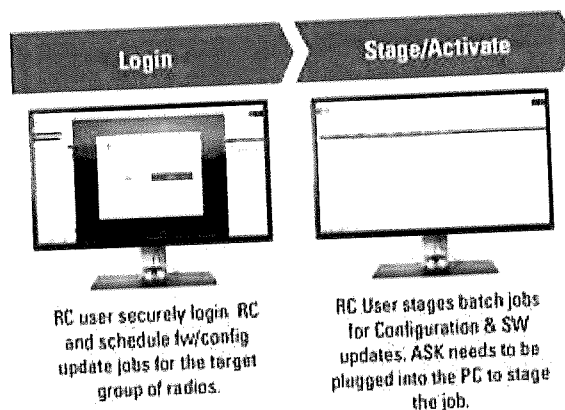 Login
Stage/Activate
RC user securely login RC
and schedule fw/config
update jobs for the target
group of radios.
RC User stages batch jobs
for Configuration & SW
updates. ASK needs to be
plugged into the PC to stage
the job.